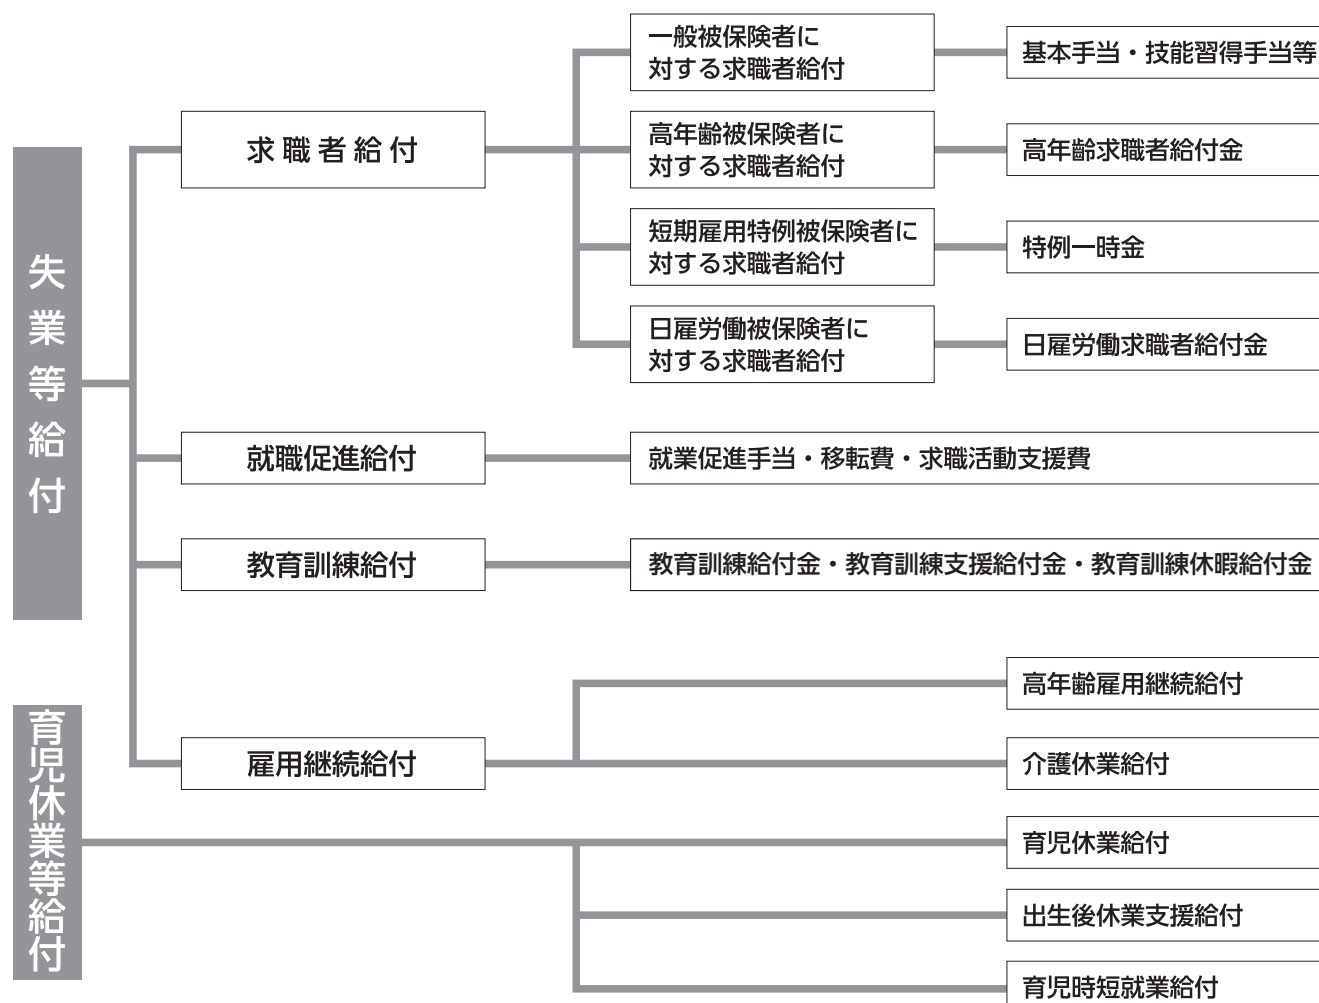 失業等給付
求職者給付
一般被保険者に
対する求職者給付
基本手当・技能習得手当等
高年齢被保険者に
対する求職者給付
高年齢求職者給付金
短期雇用特例被保険者に
対する求職者給付
特例一時金
日雇労働被保険者に
対する求職者給付
日雇労働求職者給付金
就職促進給付
就業促進手当・移転費・求職活動支援費
教育訓練給付
教育訓練給付金・教育訓練支援給付金・教育訓練休暇給付金
雇用継続給付
高年齢雇用継続給付
介護休業給付
育児休業等給付
育児休業給付
出生後休業支援給付
育児時短就業給付